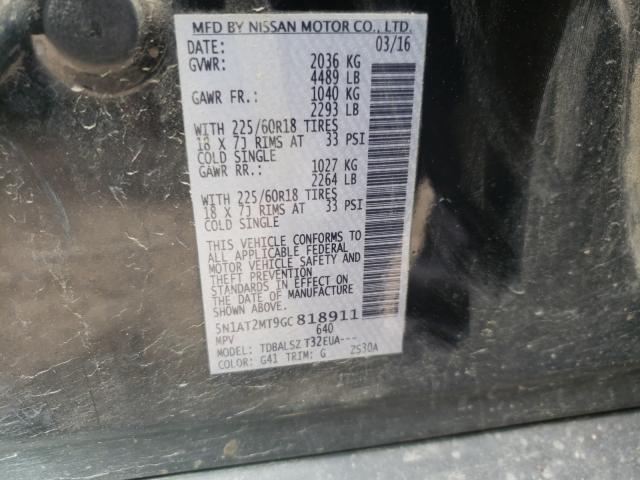 MFD BY NISSAN MOTOR CO., LTD.
DATE: 03/16
GVWR: 2036 KG
4489 LB
GAWR FR.: 1040 KG
2293 LB
WITH 225/60R18 TIRES
18 X 7J RIMS AT 33 PSI
COLD SINGLE
GAWR RR.: 1027 KG
2264 LB
WITH 225/60R18 TIRES
18 X 7J RIMS AT 33 PSI
COLD SINGLE
THIS VEHICLE CONFORMS TO
ALL APPLICABLE FEDERAL
MOTOR VEHICLE SAFETY AND
THEFT PREVENTION
STANDARDS IN EFFECT ON
THE DATE OF MANUFACTURE
SHOWN ABOVE.
5N1AT2MT9GC818911
MPV 640
MODEL: TDBALSZ T32EUA---
COLOR: G41 TRIM: G ZS30A